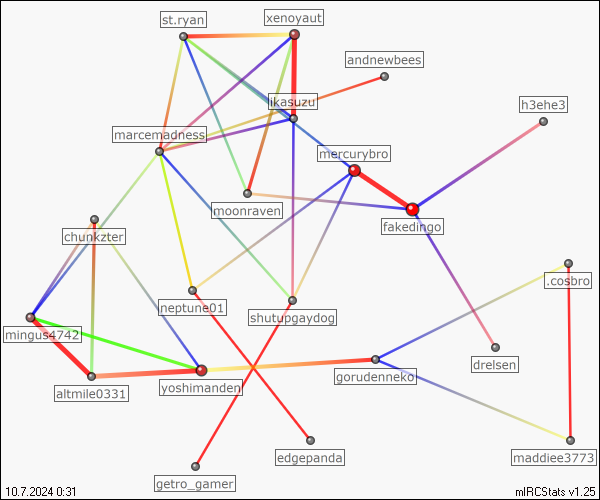 st.ryan
xenoyaut
andnewbees
likasuzu
h3ehe3
marcemadness
mercurybro
moonraven
fakedingo
chunkzter
.cosbro
neptune01
shutupgaydog
mingus4742
drelsen
gorudenneko
yoshimanden
altmile0331
edgepanda
maddiee3773
getro_gamer
10.7.2024 0:31
mIRCStats v1.25